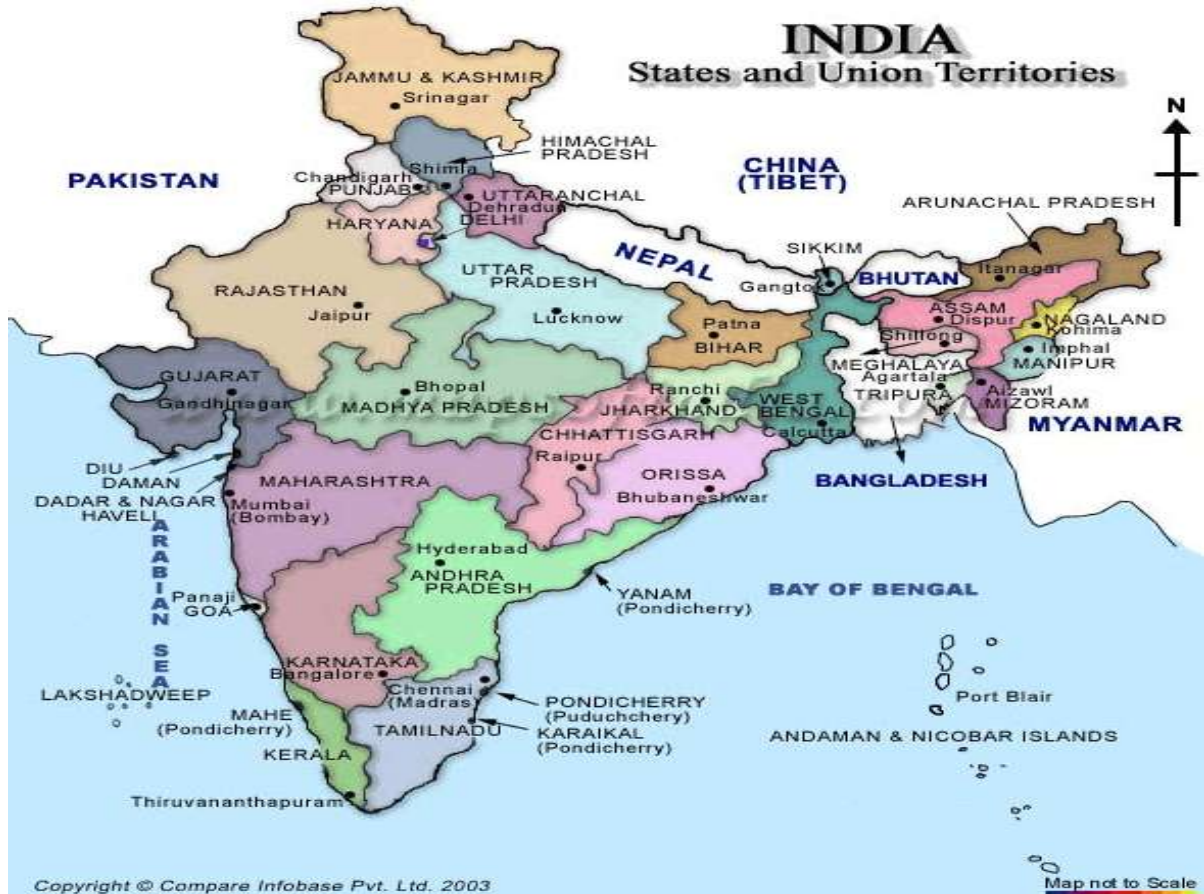 INDIA
States and Union Territories
N
JAMMU & KASHMIR
Srinagar
HIMACHAL
PRADESH
PAKISTAN
CHINA
(TIBET)
Shimla
Chandigarh
PUNJAB
UTTARANCHAL
Dehradun
DELHI
HARYANA
ARUNACHAL PRADESH
NEPAL
SIKKIM
Gangtok
BHUTAN
Itanagar
UTTAR
PRADESH
Lucknow
RAJASTHAN
Jaipur
Patna
BIHAR
ASSAM
Dispur
NAGALAND
Kohima
Shillong
MEGHALAYA
Imphal
MANIPUR
Agartala
TRIPURA
Aizawl
MIZORAM
MYANMAR
GUJARAT
Gandhinagar
Bhopal
MADHYA PRADESH
Ranchi
JHARKHAND
WEST
BENGAL
Calcutta
CHHATTISGARH
Raipur
ORISSA
Bhubaneshwar
BANGLADESH
DIU
DAMAN
DADAR & NAGAR
HAVELI
MAHARASHTRA
Mumbai
(Bombay)
ARABIAN SEA
Hyderabad
ANDHRA
PRADESH
YANAM
(Pondicherry)
BAY OF BENGAL
Panaji
GOA
KARNATAKA
Bangalore
LAKSHADWEEP
Chennai
(Madras)
PONDICHERRY
(Puduchchery)
MAHE
(Pondicherry)
TAMILNADU
KARAIKAL
(Pondicherry)
KERALA
Thiruvananthapuram
Port Blair
ANDAMAN & NICOBAR ISLANDS
Copyright © Compare Infobase Pvt. Ltd. 2003
Map not to Scale